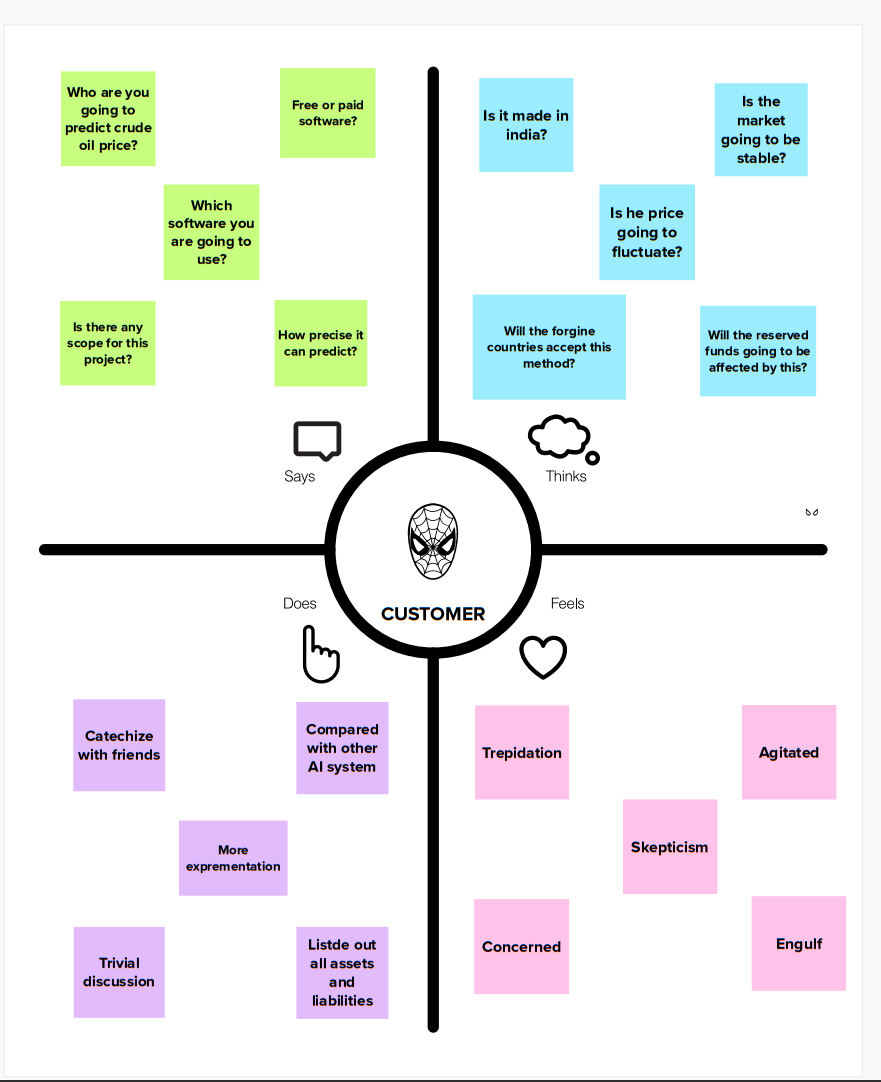 Who are you
going to
predict crude
oil price?
Free or paid
software?
Which
software you
are going to
use?
Is there any
scope for this
project?
How precise it
can predict?
Says
Is it made in
india?
Is the
market
going to be
stable?
Is he price
going to
fluctuate?
Will the forgine
countries accept this
method?
Will the reserved
funds going to be
affected by this?
Thinks
CUSTOMER
Does
Catechize
with friends
Compared
with other
AI system
More
exprementation
Trivial
discussion
Listde out
all assets
and
liabilities
Feels
Trepidation
Agitated
Skepticism
Concerned
Engulf